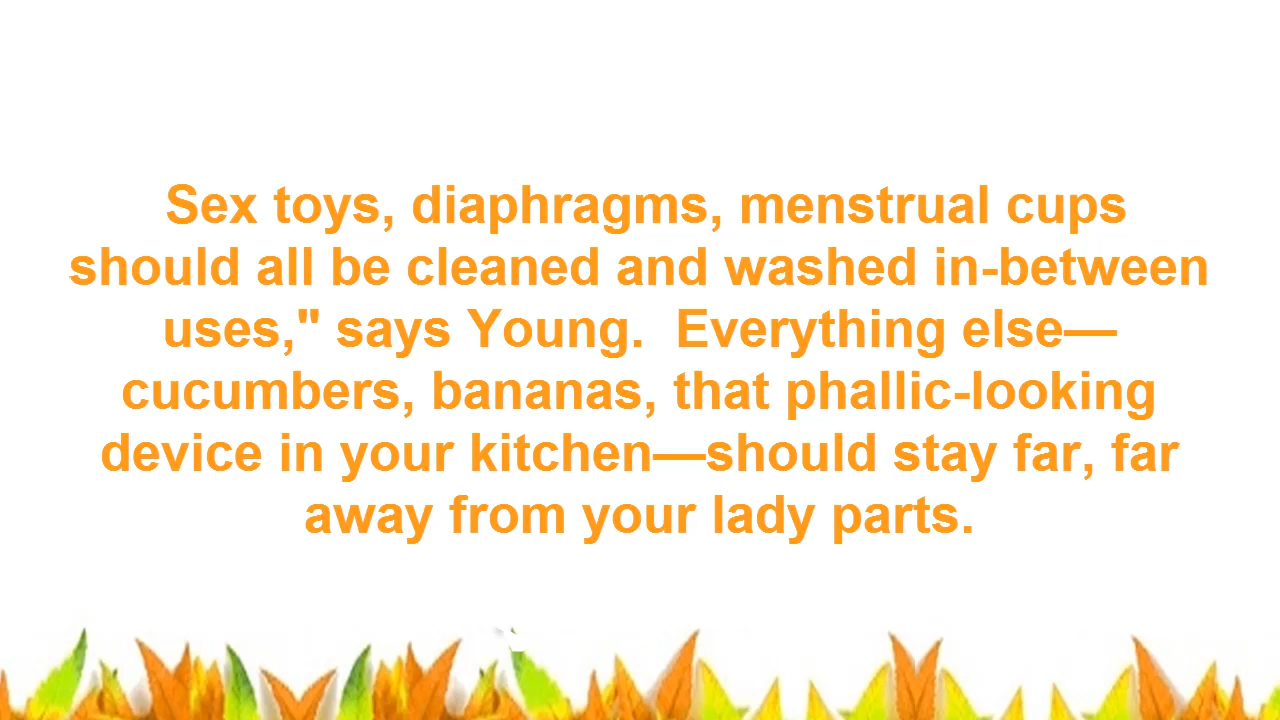 Sex toys, diaphragms, menstrual cups
should all be cleaned and washed in-between
uses," says Young.  Everything else—
cucumbers, bananas, that phallic-looking
device in your kitchen—should stay far, far
away from your lady parts.